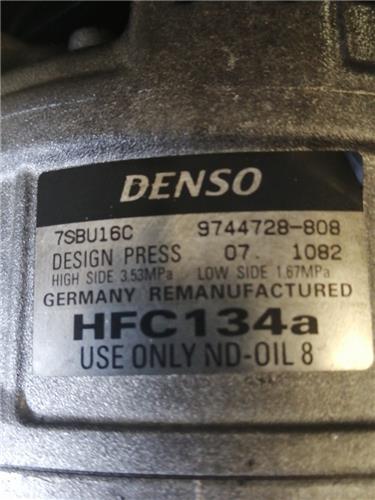 DENSO
7SBU16C 9744728-808
DESIGN PRESS 07. 1082
HIGH SIDE 3.53MPa LOW SIDE 1.67MPa
GERMANY REMANUFACTURED
HFC134a
USE ONLY ND-OIL 8